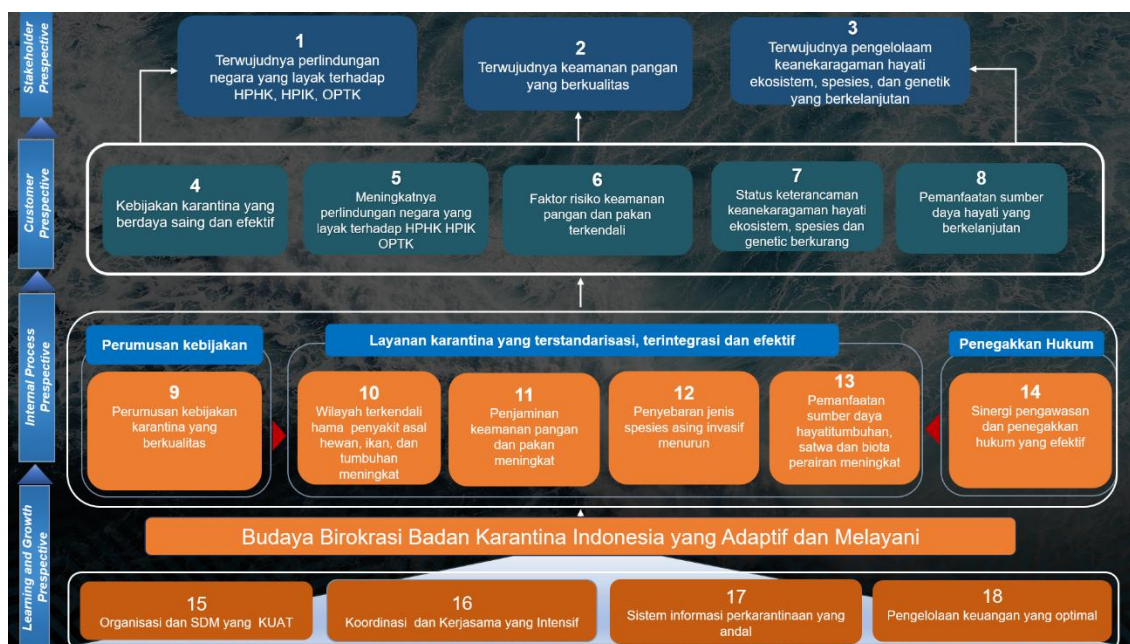 Stakeholder
Prespective
1
Terwujudnya perlindungan
negara yang layak terhadap
HPHK, HPIK, OPTK
2
Terwujudnya keamanan pangan
yang berkualitas
3
Terwujudnya pengelolaam
keanekaragaman hayati
ekosistem, spesies, dan genetik
yang berkelanjutan
Customer
Prespective
4
Kebijakan karantina yang
berdaya saing dan efektif
5
Meningkatnya
perlindungan negara yang
layak terhadap HPHK HPIK
OPTK
6
Faktor risiko keamanan
pangan dan pakan
terkendali
7
Status keterancaman
keanekaragaman hayati
ekosistem, spesies dan
genetic berkurang
8
Pemanfaatan sumber
daya hayati yang
berkelanjutan
Internal Process
Prespective
Perumusan kebijakan
9
Perumusan kebijakan
karantina yang
berkualitas
Layanan karantina yang terstandarisasi, terintegrasi dan efektif
10
Wilayah terkendali
hama penyakit asal
hewan, ikan, dan
tumbuhan
meningkat
11
Penjaminan
keamanan pangan
dan pakan
meningkat
12
Penyebaran jenis
spesies asing invasif
menurun
13
Pemanfaatan
sumber daya
hayatitumbuhan,
satwa dan biota
perairan meningkat
Penegakkan Hukum
14
Sinergi pengawasan
dan penegakkan
hukum yang efektif
Learning and Growth
Prespective
Budaya Birokrasi Badan Karantina Indonesia yang Adaptif dan Melayani
15
Organisasi dan SDM yang KUAT
16
Koordinasi dan Kerjasama yang Intensif
17
Sistem informasi perkarantinaan yang
andal
18
Pengelolaan keuangan yang optimal